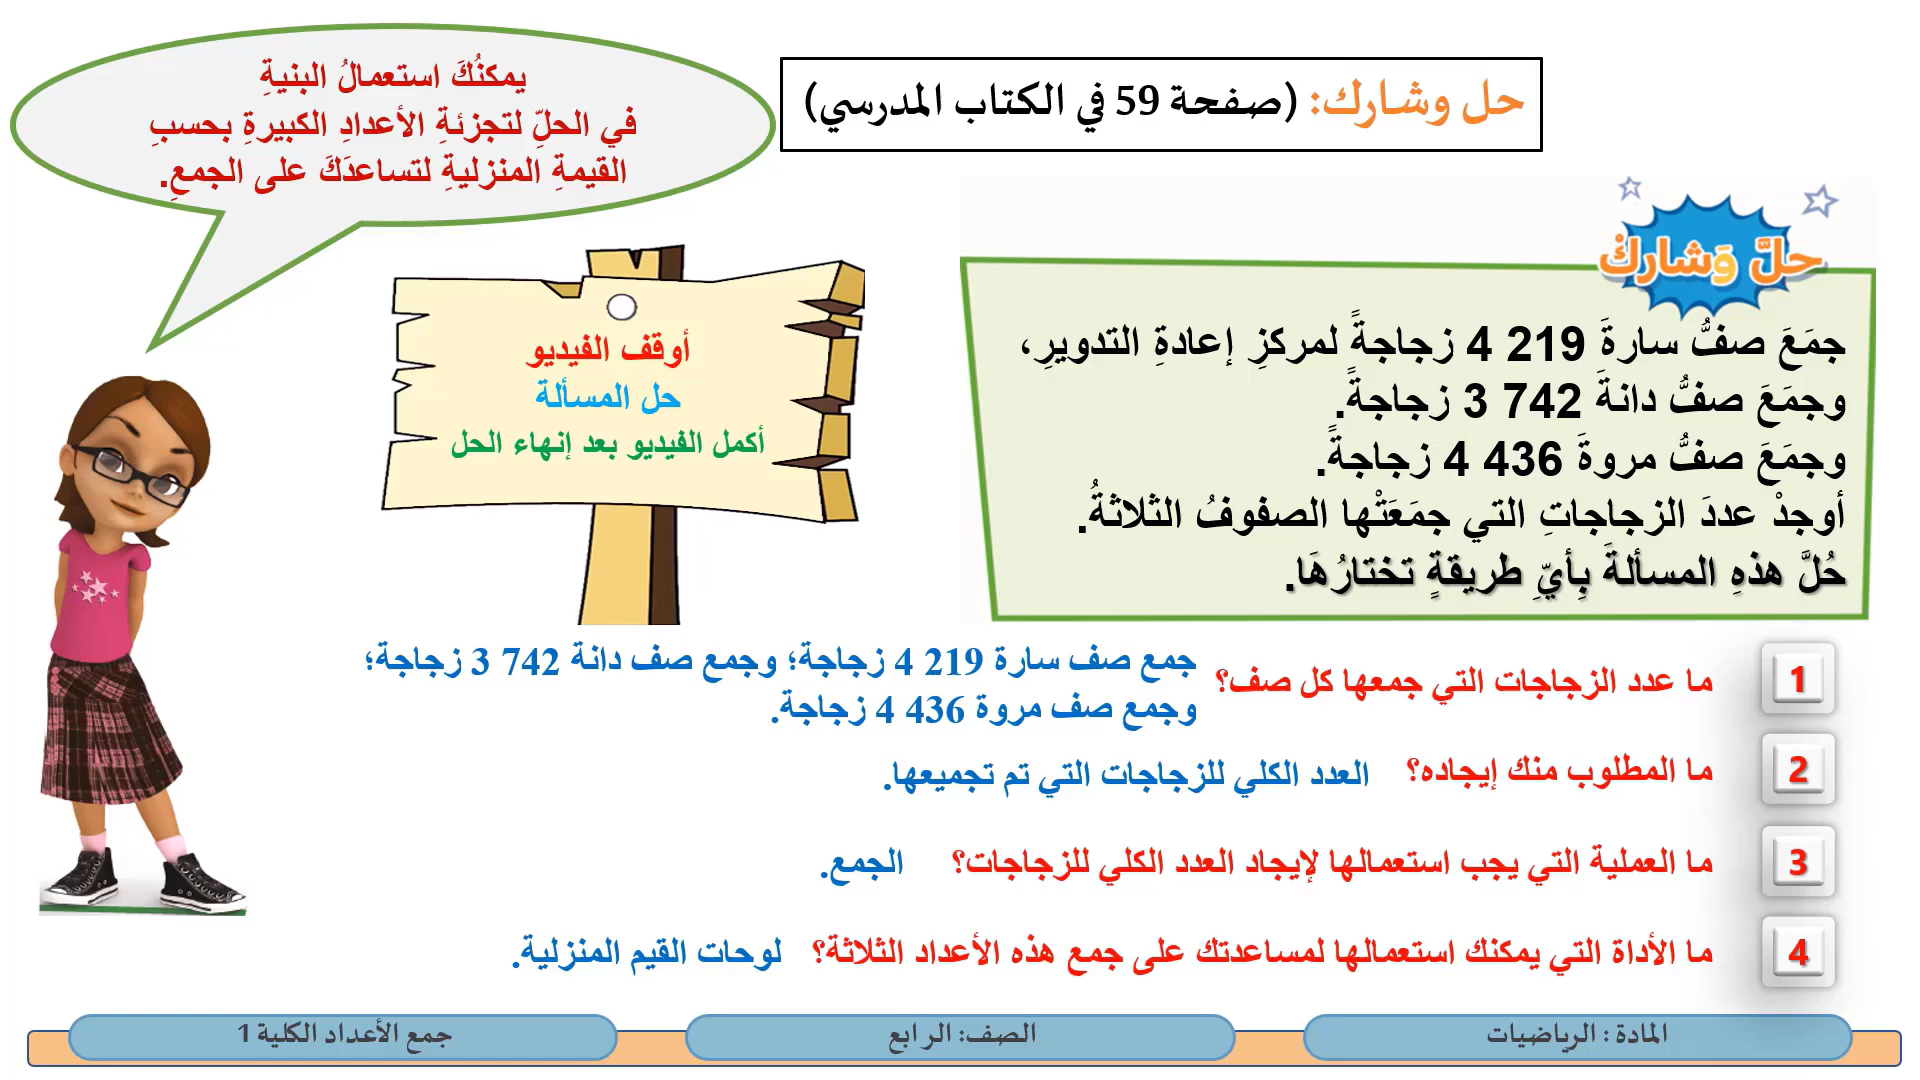 حل وشارك: (صفحة 59 في الكتاب المدرسي)
يمكنُكَ استعمالُ البنيةِ
في الحلِّ لتجزئةِ الأعدادِ الكبيرةِ بحسبِ
القيمةِ المنزليةِ لتساعدَكَ على الجمعِ.
حلَّ وَشارِكْ
جمَعَ صفُّ سارةَ 219 4 زجاجةً لمركزِ إعادةِ التدويرِ،
وجمَعَ صفُّ دانةَ 742 3 زجاجةً.
وجمَعَ صفُّ مروةَ 436 4 زجاجةً.
أوجدْ عددَ الزجاجاتِ التي جمَعَتْها الصفوفُ الثلاثةُ.
حُلَّ هذهِ المسألةَ بِأيِّ طريقةٍ تختارُهَا.
أوقف الفيديو
حل المسألة
أكمل الفيديو بعد إنهاء الحل
1 ما عدد الزجاجات التي جمعها كل صف؟ جمع صف سارة 219 4 زجاجة؛ وجمع صف دانة 742 3 زجاجة؛
وجمع صف مروة 436 4 زجاجة.
2 ما المطلوب منك إيجاده؟ العدد الكلي للزجاجات التي تم تجميعها.
3 ما العملية التي يجب استعمالها لإيجاد العدد الكلي للزجاجات؟ الجمع.
4 ما الأداة التي يمكنك استعمالها لمساعدتك على جمع هذه الأعداد الثلاثة؟ لوحات القيم المنزلية.
المادة : الرياضيات
الصف: الرابع
جمع الأعداد الكلية 1